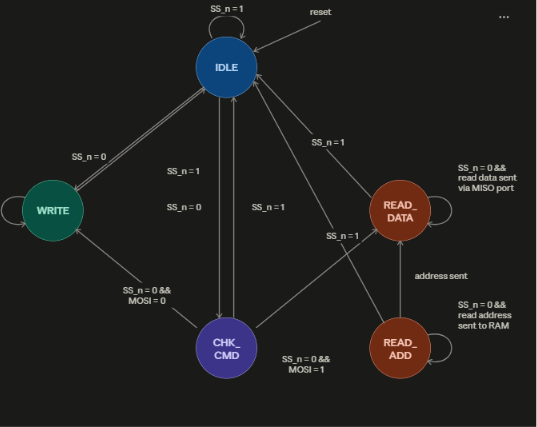 SS_n = 1
reset
...
IDLE
SS_n = 1
SS_n = 0
SS_n = 1
SS_n = 0 &&
read data sent
via MISO port
SS_n = 0
SS_n = 1
WRITE
READ_
DATA
SS_n = 1
address sent
SS_n = 0 &&
MOSI = 0
SS_n = 0 &&
read address
sent to RAM
CHK_
CMD
READ_
ADD
SS_n = 0 &&
MOSI = 1